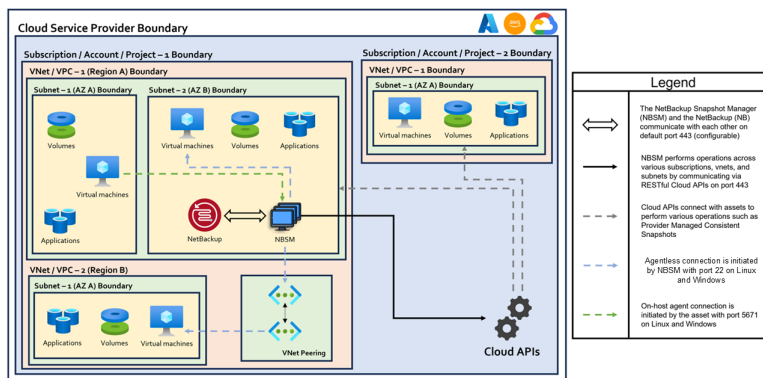 Cloud Service Provider Boundary
aws
Subscription / Account / Project – 1 Boundary
VNet / VPC – 1 (Region A) Boundary
Subnet – 1 (AZ A) Boundary
Volumes
Virtual machines
Applications
Subnet – 2 (AZ B) Boundary
Virtual machines
Volumes
Applications
NetBackup
NBSM
VNet / VPC – 2 (Region B)
Subnet – 1 (AZ A) Boundary
Applications
Volumes
Virtual machines
VNet Peering
Subscription / Account / Project – 2 Boundary
VNet / VPC – 1 Boundary
Subnet – 1 (AZ A) Boundary
Virtual machines
Volumes
Applications
Cloud APIs
Legend
The NetBackup Snapshot Manager
(NBSM) and the NetBackup (NB)
communicate with each other on
default port 443 (configurable)
NBSM performs operations across
various subscriptions, vnets, and
subnets by communicating via
RESTful Cloud APIs on port 443
Cloud APIs connect with assets to
perform various operations such as
Provider Managed Consistent
Snapshots
Agentless connection is initiated
by NBSM with port 22 on Linux
and Windows
On-host agent connection is
initiated by the asset with port 5671
on Linux and Windows